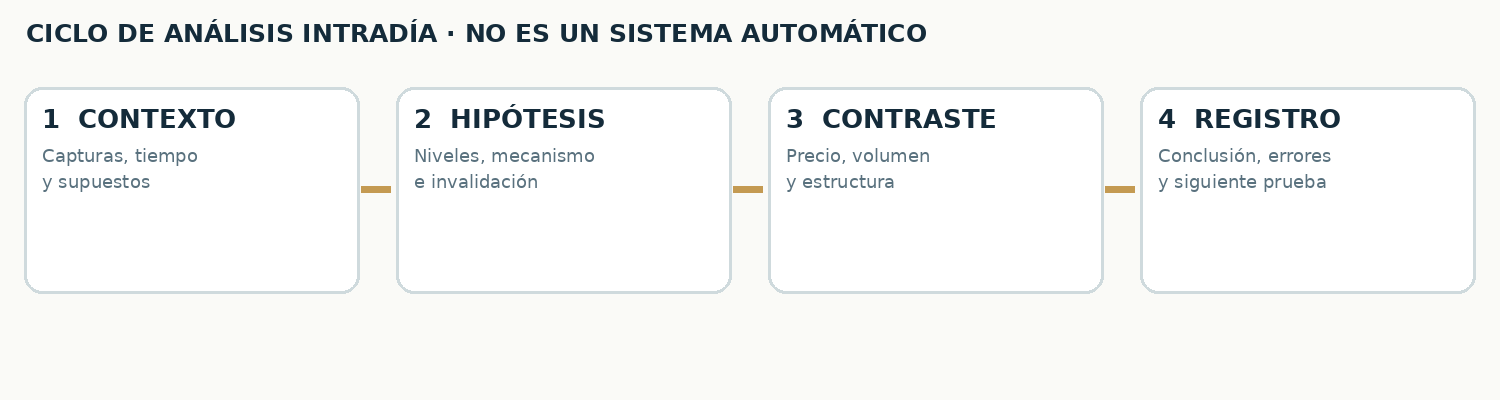 CICLO DE ANÁLISIS INTRADÍA · NO ES UN SISTEMA AUTOMÁTICO
1 CONTEXTO
Capturas, tiempo
y supuestos
2 HIPÓTESIS
Niveles, mecanismo
e invalidación
3 CONTRASTE
Precio, volumen
y estructura
4 REGISTRO
Conclusión, errores
y siguiente prueba